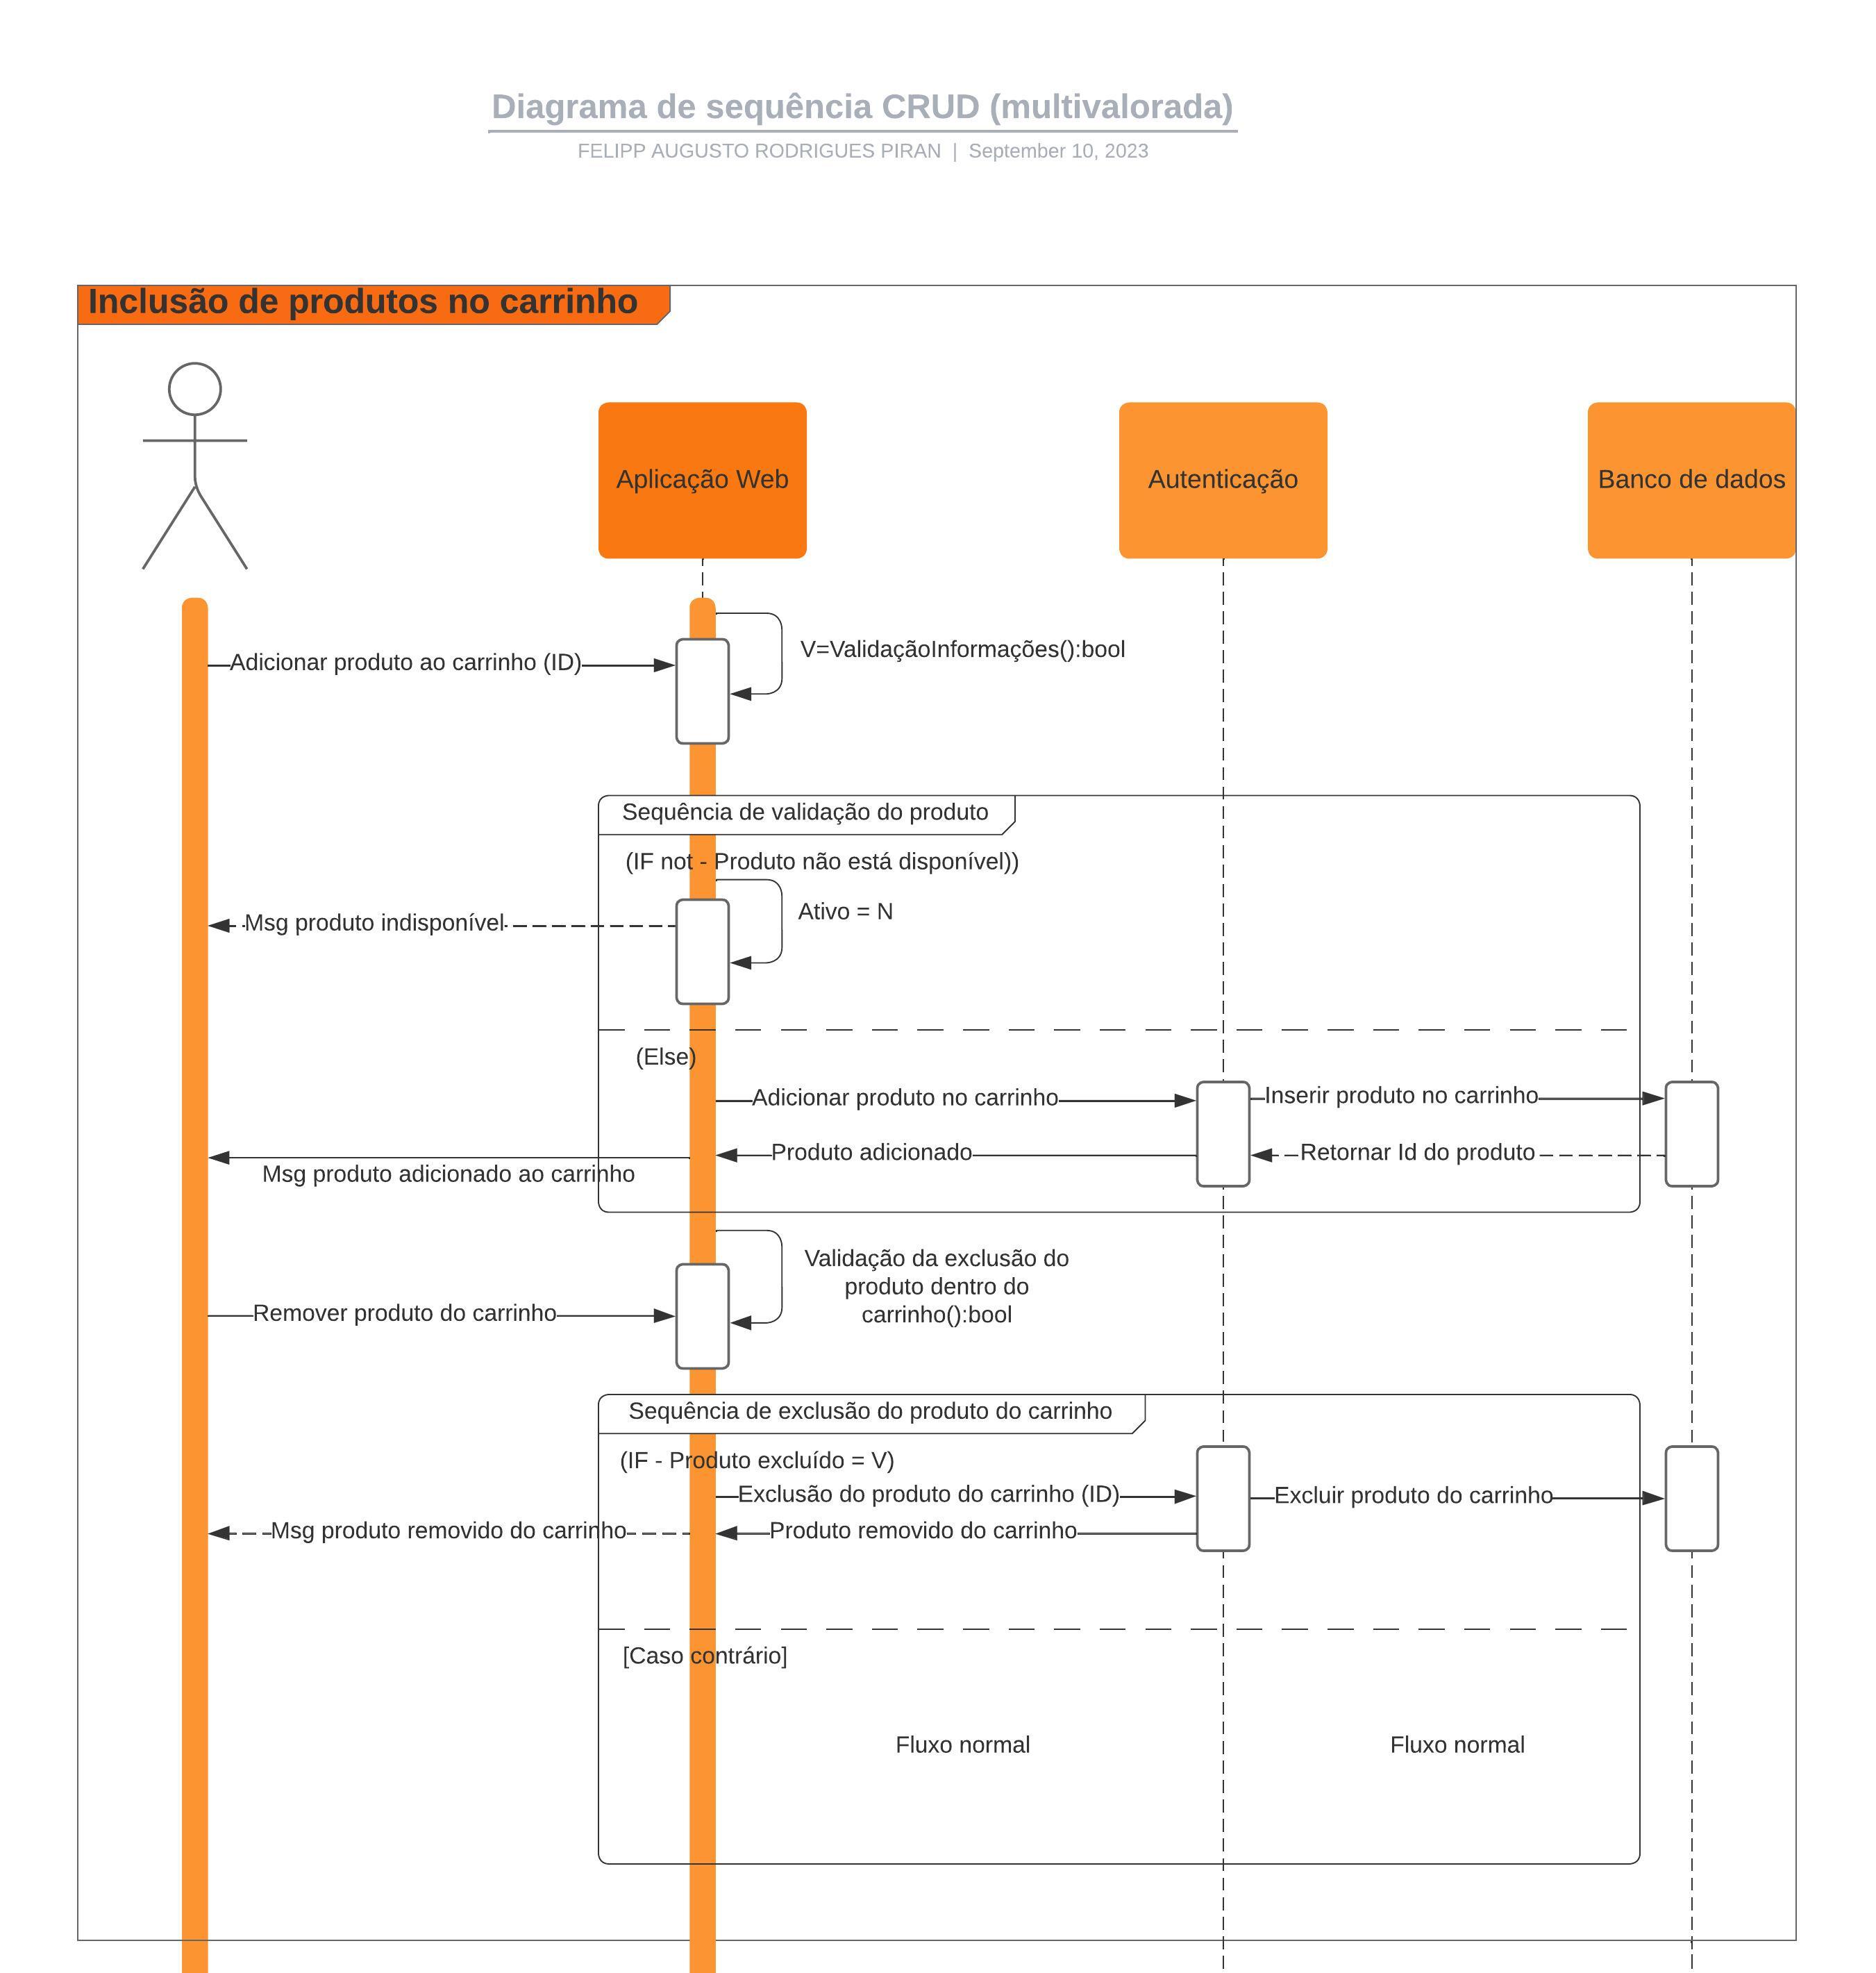 Diagrama de sequência CRUD (multivalorada)
FELIPP AUGUSTO RODRIGUES PIRAN | September 10, 2023
Inclusão de produtos no carrinho
Aplicação Web
Autenticação
Banco de dados
V=ValidaçãoInformações():bool
Adicionar produto ao carrinho (ID)
Sequência de validação do produto
(IF not - Produto não está disponível))
Ativo = N
Msg produto indisponível
(Else)
Adicionar produto no carrinho
Inserir produto no carrinho
Produto adicionado
Retornar Id do produto
Msg produto adicionado ao carrinho
Validação da exclusão do
produto dentro do
carrinho():bool
Remover produto do carrinho
Sequência de exclusão do produto do carrinho
(IF - Produto excluído = V)
Exclusão do produto do carrinho (ID)
Excluir produto do carrinho
Msg produto removido do carrinho
Produto removido do carrinho
[Caso contrário]
Fluxo normal
Fluxo normal